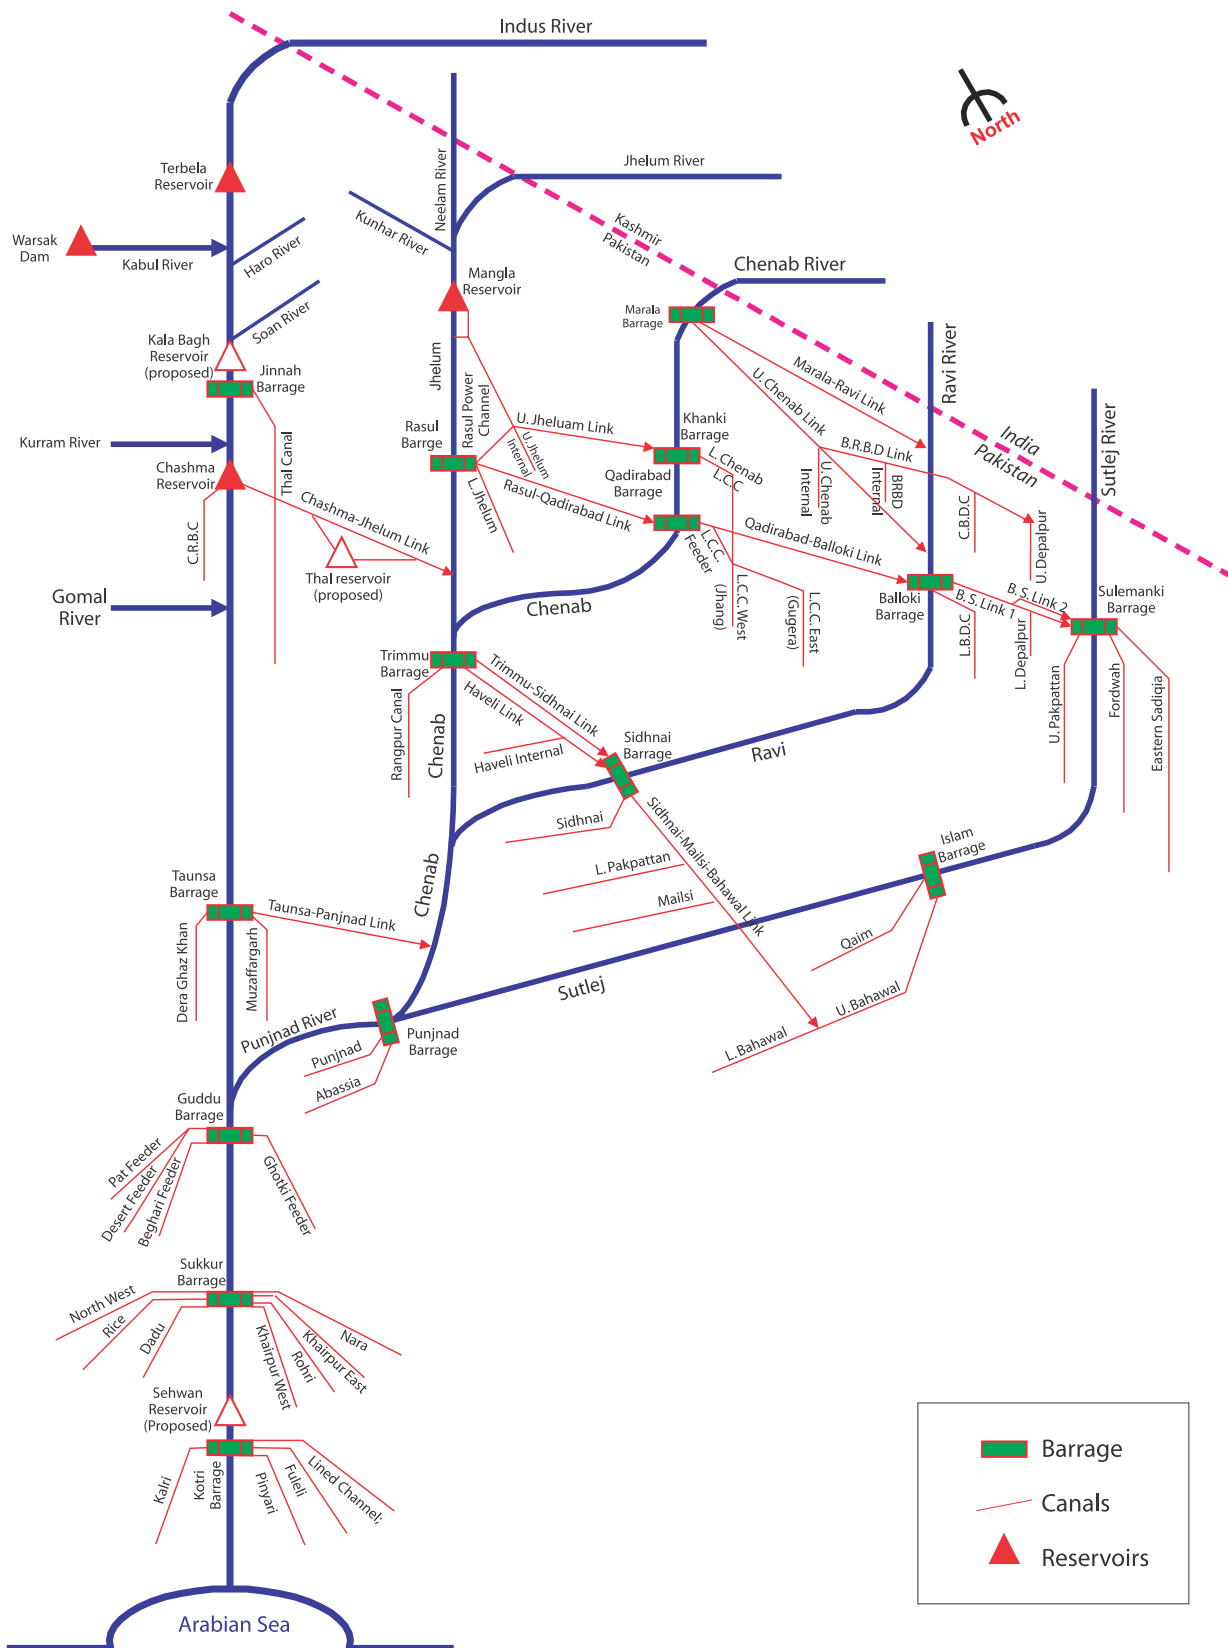 Indus River
North
Terbela
Reservoir
Neelam River
Jhelum River
Kunhar River
Kashmir
Pakistan
Warsak
Dam
Kabul River
Haro River
Chenab River
Mangla
Reservoir
Soan River
Marala
Barrage
Kala Bagh
Reservoir
(proposed)
Jinnah
Barrage
Jhelum
Ravi River
Marala-Ravi Link
U.Chenab Link
Rasul Power
Channel
U.Jheluam Link
Khanki
Barrage
India
Pakistan
Sutlej River
Kurram River
Thal Canal
Rasul
Barrge
U.Jhelum
Internal
L.Chenab
L.C.C
B.R.B.D Link
Chashma
Reservoir
Qadirabad
Barrage
U.Chenab
Internal
BRBD
Internal
C.R.B.C
Chashma-Jhelum Link
L.Jhelum
Rasul-Qadirabad Link
C.B.D.C
U.Depalpur
Qadirabad-Balloki Link
L.C.C.
Feeder
Thal reservoir
(proposed)
Gomal
River
Chenab
L.C.C. West
(Jhang)
L.C.C. East
(Gugera)
Balloki
Barrage
B.S.Link 1
B.S.Link 2
Sulemanki
Barrage
L.B.D.C
L.Depalpur
Trimmu
Barrage
Trimmu-Sidhnai Link
Haveli Link
Rangpur Canal
Chenab
Haveli Internal
Sidhnai
Barrage
Ravi
U.Pakpattan
Fordwah
Eastern Sadiqia
Sidhnai
Sidhnai-Mailsi-Bahawal Link
L.Pakpattan
Mailsi
Islam
Barrage
Chenab
Taunsa
Barrage
Taunsa-Panjnad Link
Dera Ghaz Khan
Muzaffargarh
Qaim
Sutlej
U.Bahawal
L.Bahawal
Punjnad River
Punjnad
Barrage
Punjnad
Abassia
Guddu
Barrage
Pat Feeder
Desert Feeder
Beghari Feeder
Ghotki Feeder
Sukkur
Barrage
North West
Rice
Dadu
Khairpur West
Rohri
Khairpur East
Nara
Sehwan
Reservoir
(Proposed)
Kalri
Kotri
Barrage
Pinyari
Fuleli
Lined Channel;
Barrage
Canals
Reservoirs
Arabian Sea